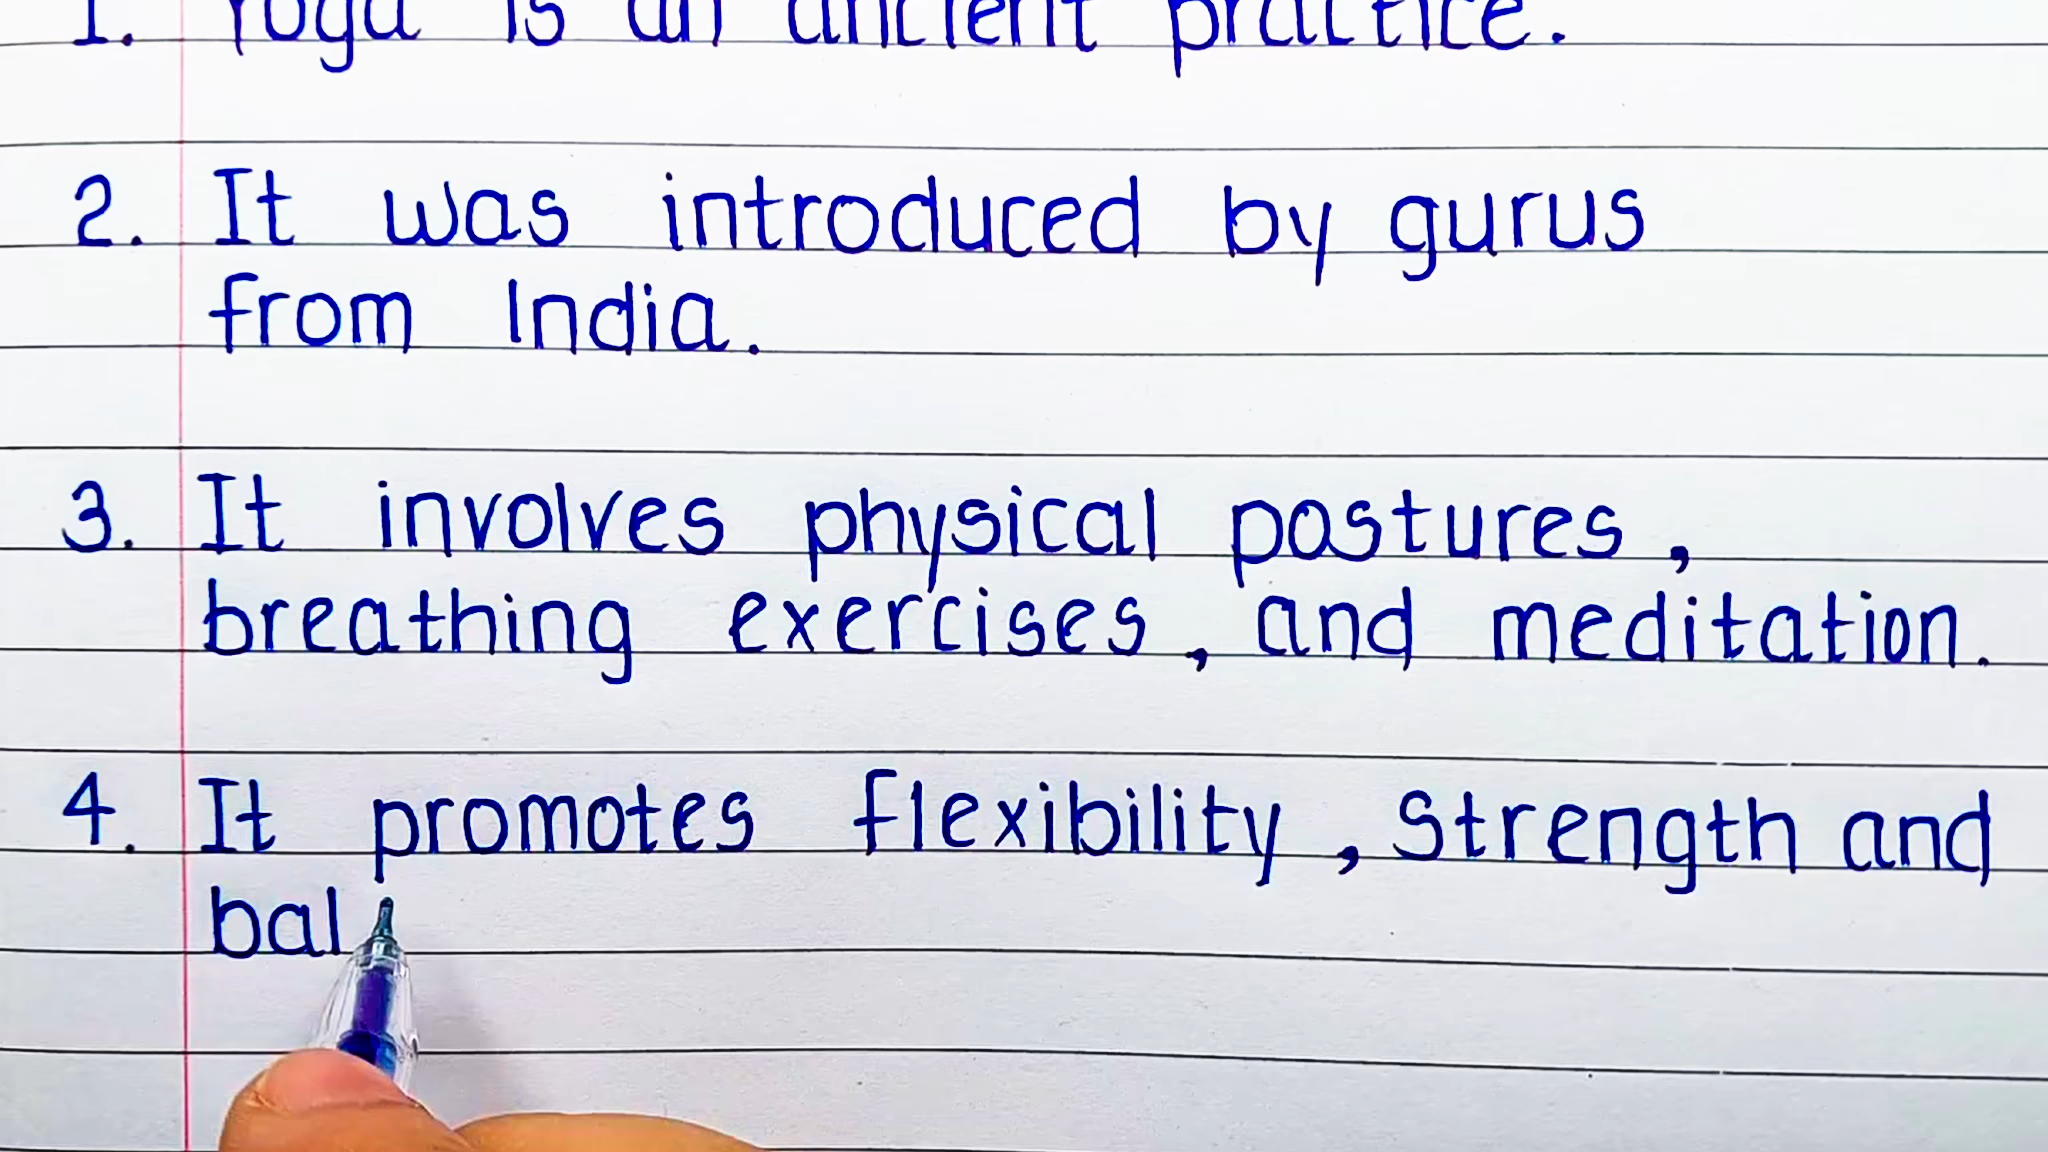 1. Yoga is an ancient practice.
2. It was introduced by gurus
from India.
3. It involves physical postures,
breathing exercises, and meditation.
4. It promotes flexibility, Strength and
bal